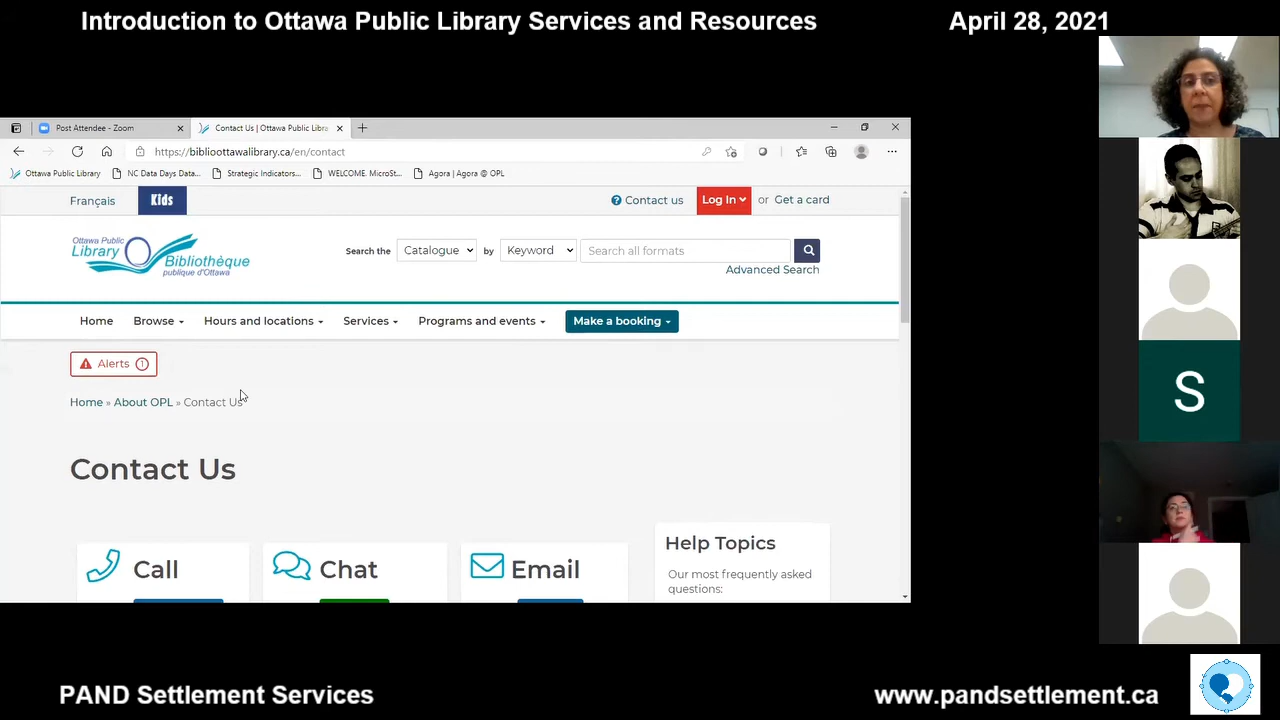 Introduction to Ottawa Public Library Services and Resources April 28, 2021
Post Attendee - Zoom Contact Us | Ottawa Public Libra
https://biblioottawalibrary.ca/en/contact
Ottawa Public Library NC Data Days Data... Strategic Indicators... WELCOME. MicroSt... Agora | Agora @ OPL
Français Kids Contact us Log In or Get a card
Ottawa Public
Library
Bibliothèque
publique d'Ottawa
Search the Catalogue by Keyword Search all formats
Advanced Search
Home Browse Hours and locations Services Programs and events Make a booking
Alerts 1
Home » About OPL » Contact Us
Contact Us
Call Chat Email
Help Topics
Our most frequently asked
questions:
S
PAND Settlement Services www.pandsettlement.ca